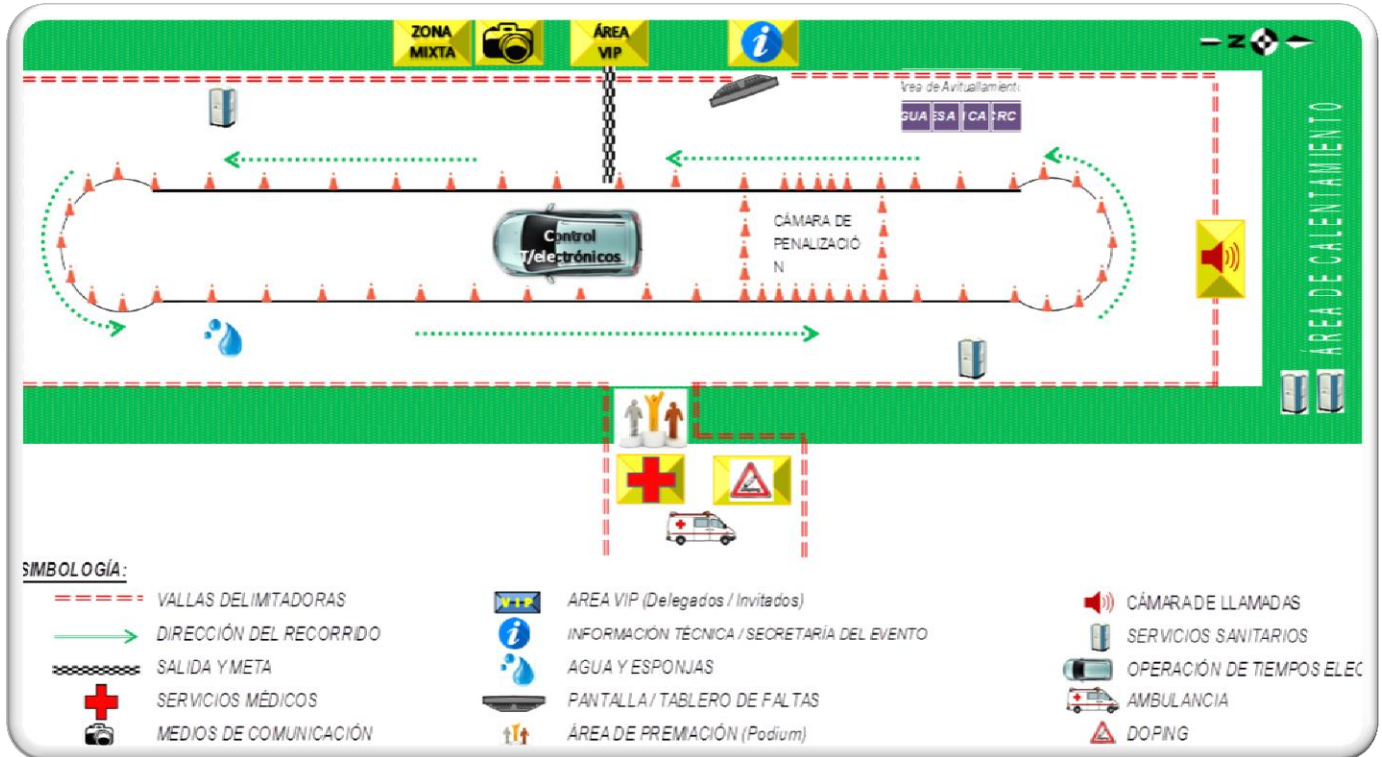 ZONA
MIXTA
ÁREA
VIP
N
Área de Avituallamiento
GUA ESA ICA CRC
CÁMARA DE
PENALIZACIÓ
N
Control
T/electrónicos
ÁREA DE CALENTAMIENTO
SIMBOLOGÍA:
VALLAS DELIMITADORAS
DIRECCIÓN DEL RECORRIDO
SALIDA Y META
SERVICIOS MÉDICOS
MEDIOS DE COMUNICACIÓN
VIP
AREA VIP (Delegados / Invitados)
INFORMACIÓN TÉCNICA / SECRETARÍA DEL EVENTO
AGUA Y ESPONJAS
PANTALLA / TABLERO DE FALTAS
ÁREA DE PREMIACIÓN (Podium)
CÁMARA DE LLAMADAS
SERVICIOS SANITARIOS
OPERACIÓN DE TIEMPOS ELEC
AMBULANCIA
DOPING